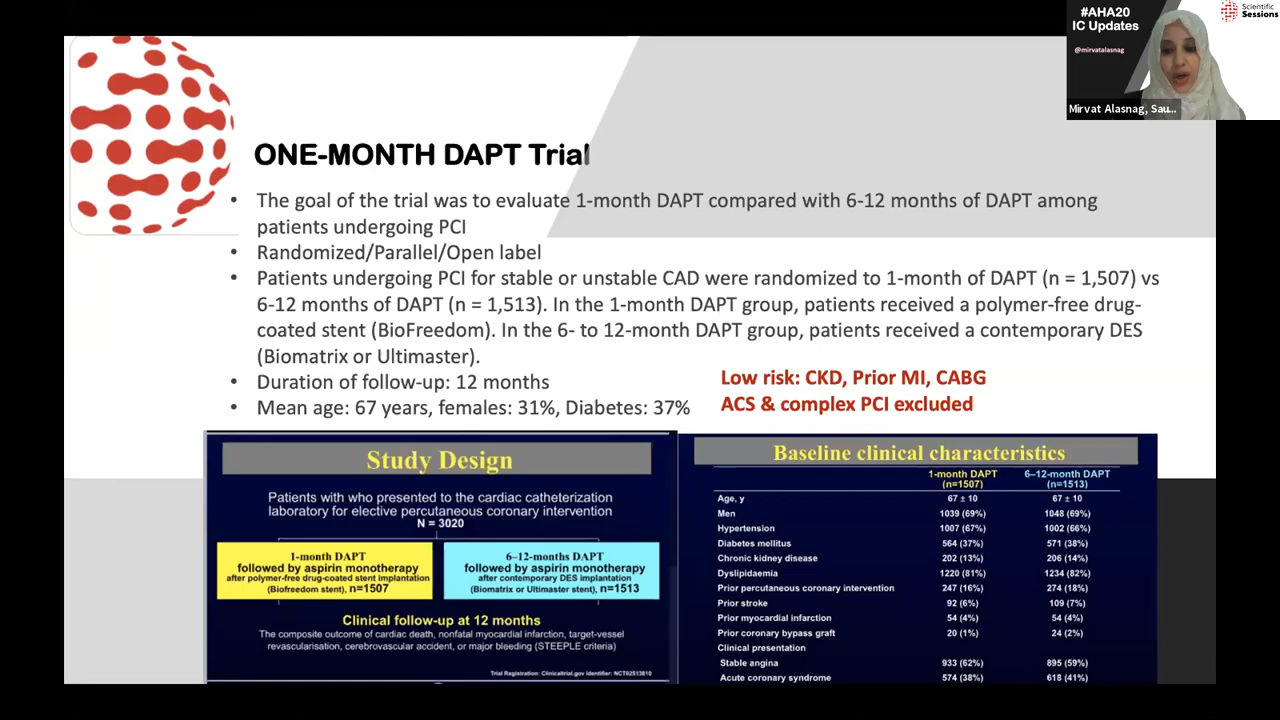 #AHA20
IC Updates
@mirvatalasnag
Mirvat Alasnag, Sau...
Scientific
Sessions
ONE-MONTH DAPT Trial
• The goal of the trial was to evaluate 1-month DAPT compared with 6-12 months of DAPT among
patients undergoing PCI
• Randomized/Parallel/Open label
• Patients undergoing PCI for stable or unstable CAD were randomized to 1-month of DAPT (n = 1,507) vs
6-12 months of DAPT (n = 1,513). In the 1-month DAPT group, patients received a polymer-free drug-
coated stent (BioFreedom). In the 6- to 12-month DAPT group, patients received a contemporary DES
(Biomatrix or Ultimaster).
• Duration of follow-up: 12 months
• Mean age: 67 years, females: 31%, Diabetes: 37%
Low risk: CKD, Prior MI, CABG
ACS & complex PCI excluded
Study Design
Patients with who presented to the cardiac catheterization
laboratory for elective percutaneous coronary intervention
N = 3020
1-month DAPT
followed by aspirin monotherapy
after polymer-free drug-coated stent implantation
(Biofreedom stent), n=1507
6–12-months DAPT
followed by aspirin monotherapy
after contemporary DES implantation
(Biomatrix or Ultimaster stent), n=1513
Clinical follow-up at 12 months
The composite outcome of cardiac death, nonfatal myocardial infarction, target-vessel
revascularisation, cerebrovascular accident, or major bleeding (STEEPLE criteria)
Trial Registration: Clinicaltrial.gov Identifier: NCT02513810
Baseline clinical characteristics
1-month DAPT 6–12-month DAPT
(n=1507) (n=1513)
Age, y 67 ± 10 67 ± 10
Men 1039 (69%) 1048 (69%)
Hypertension 1007 (67%) 1002 (66%)
Diabetes mellitus 564 (37%) 571 (38%)
Chronic kidney disease 202 (13%) 206 (14%)
Dyslipidaemia 1220 (81%) 1234 (82%)
Prior percutaneous coronary intervention 247 (16%) 274 (18%)
Prior stroke 92 (6%) 109 (7%)
Prior myocardial infarction 54 (4%) 54 (4%)
Prior coronary bypass graft 20 (1%) 24 (2%)
Clinical presentation
Stable angina 933 (62%) 895 (59%)
Acute coronary syndrome 574 (38%) 618 (41%)